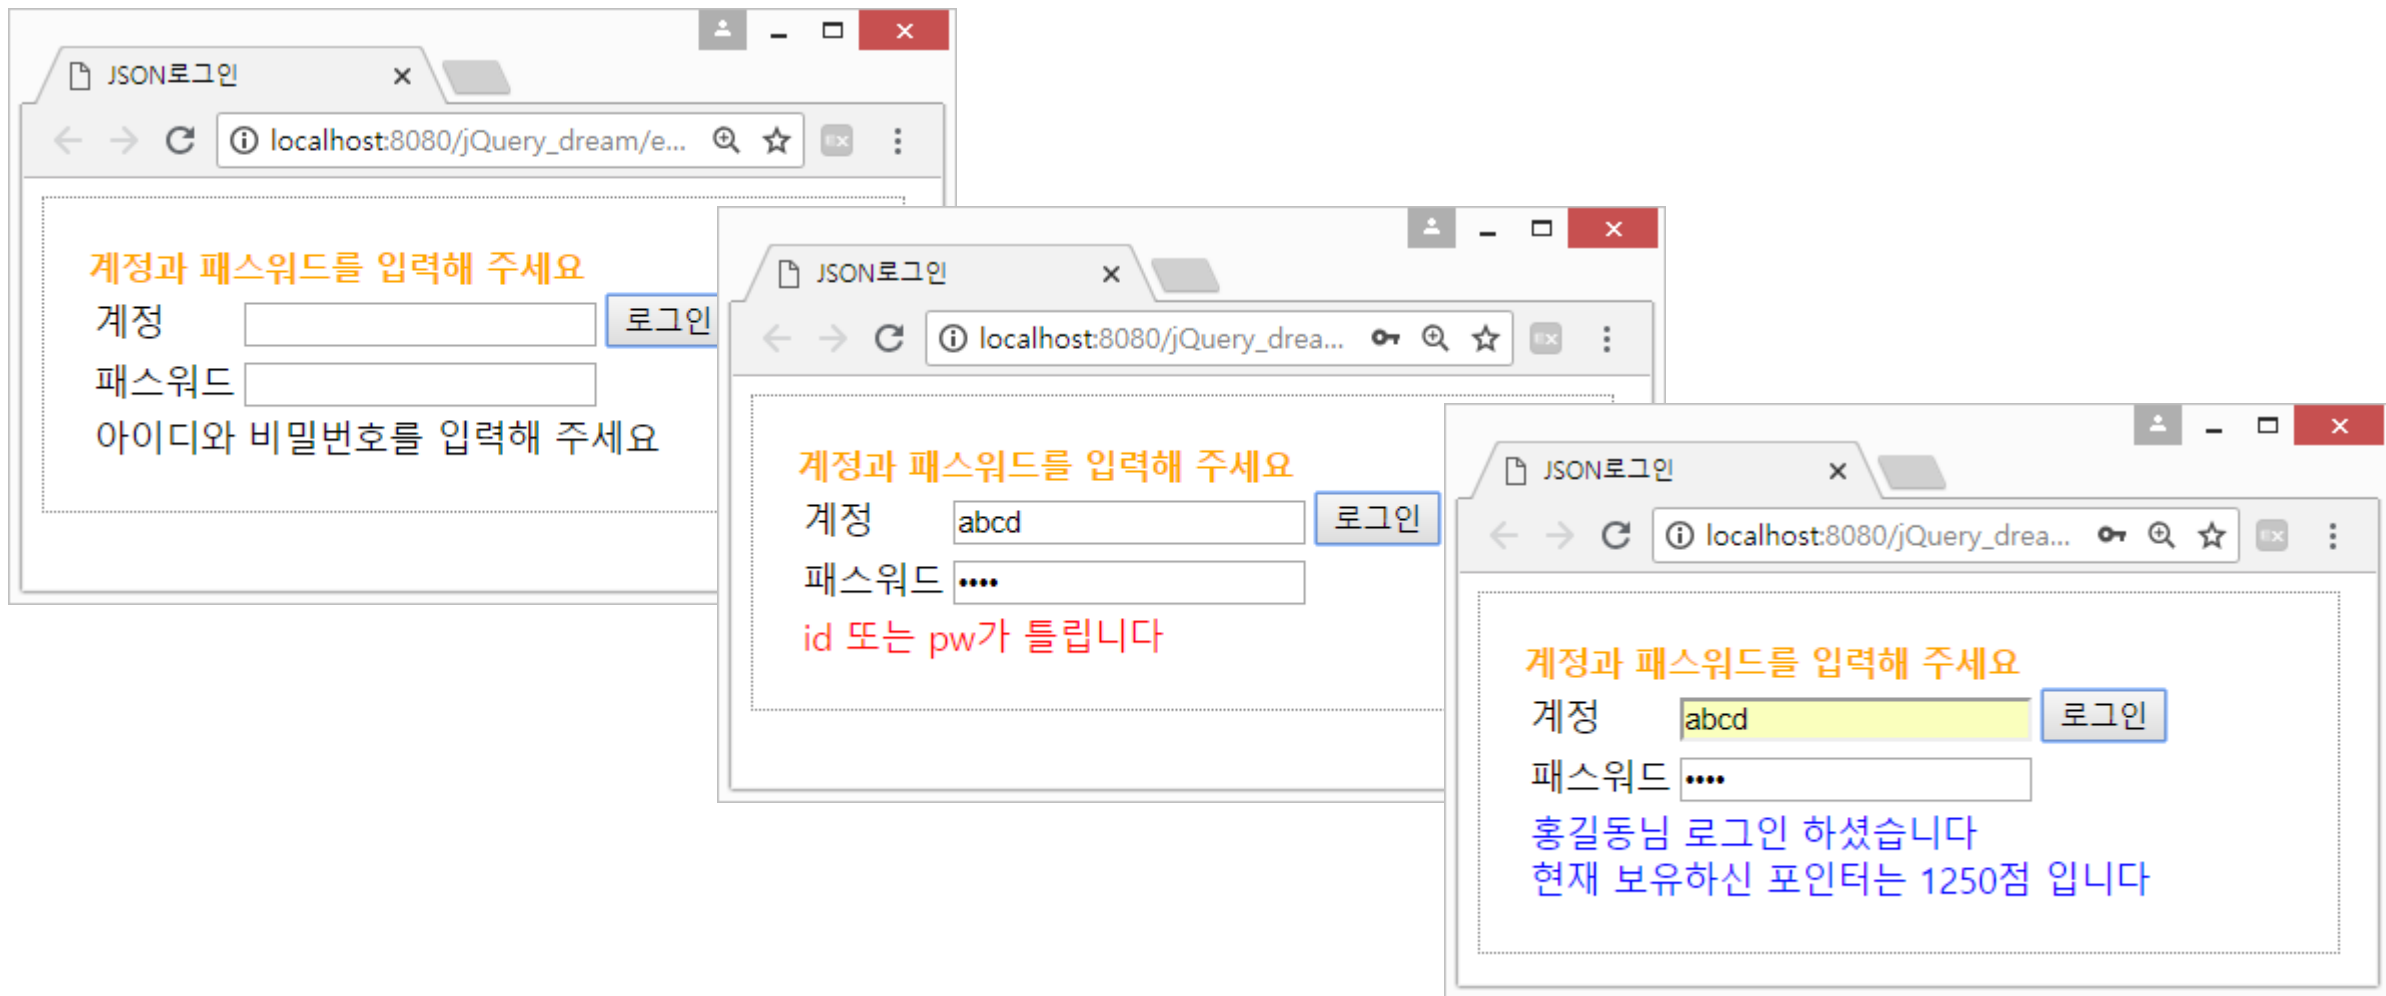 JSON로그인
localhost:8080/jQuery_dream/e...
EX
계정과 패스워드를 입력해 주세요
계정
로그인
패스워드
아이디와 비밀번호를 입력해 주세요
JSON로그인
localhost:8080/jQuery_drea...
EX
계정과 패스워드를 입력해 주세요
계정 abcd 로그인
패스워드 ••••
id 또는 pw가 틀립니다
JSON로그인
localhost:8080/jQuery_drea...
EX
계정과 패스워드를 입력해 주세요
계정 abcd 로그인
패스워드 ••••
홍길동님 로그인 하셨습니다
현재 보유하신 포인터는 1250점 입니다